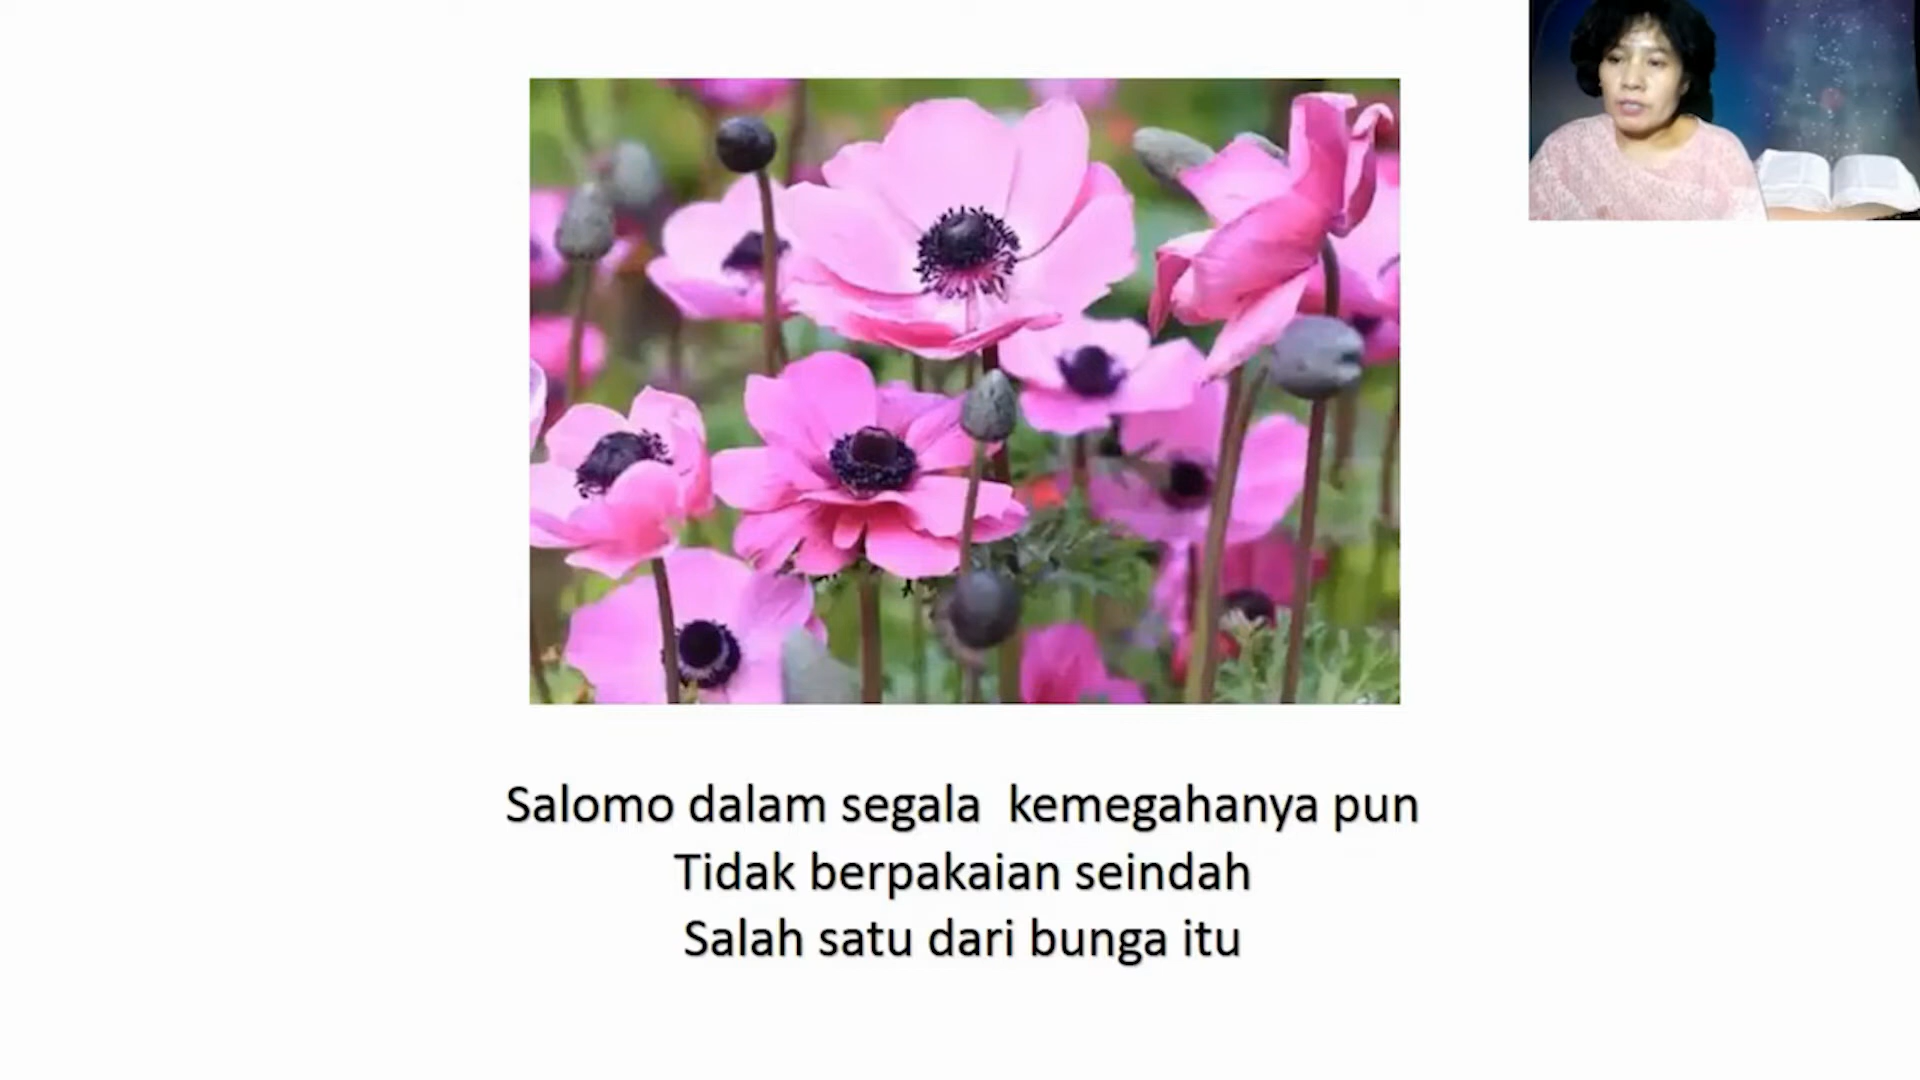 Salomo dalam segala  kemegahanya pun
Tidak berpakaian seindah
Salah satu dari bunga itu